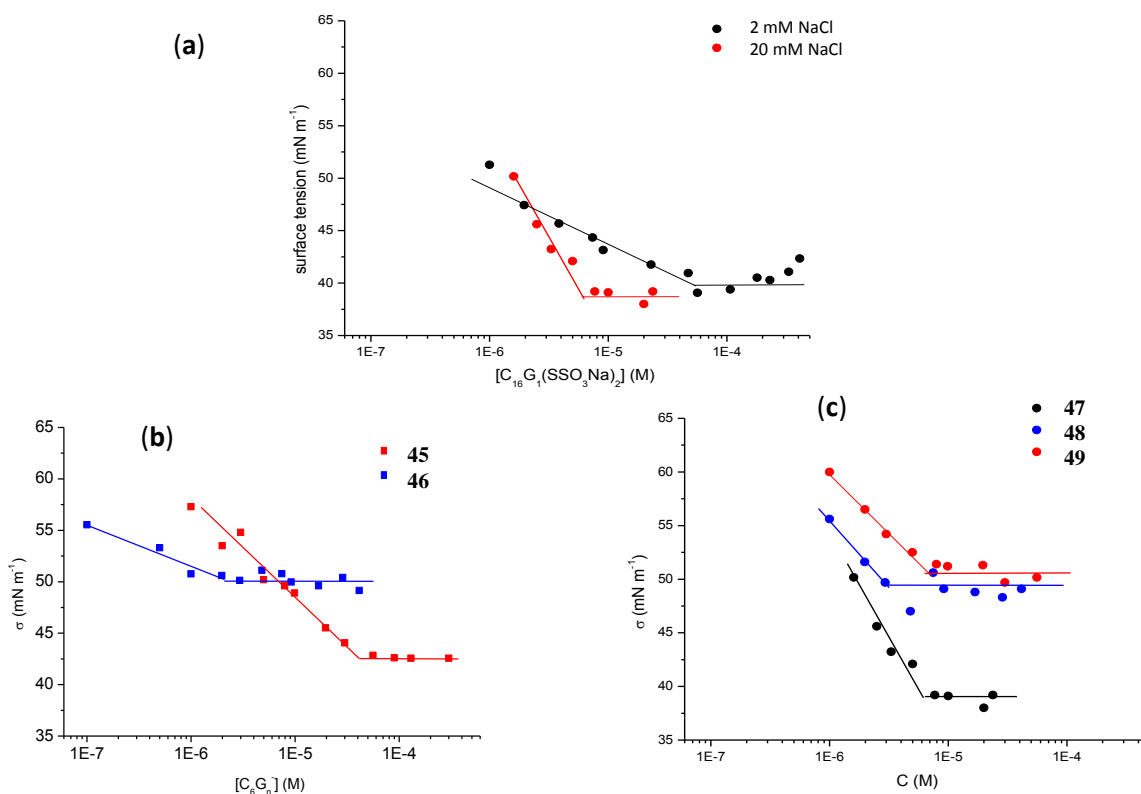 (a)
2 mM NaCl
20 mM NaCl
surface tension (mN m⁻¹)
65
60
55
50
45
40
35
1E-7
1E-6
1E-5
1E-4
[C₁₆G₁(SSO₃Na)₂] (M)
(b)
45
46
σ (mN m⁻¹)
65
60
55
50
45
40
35
1E-7
1E-6
1E-5
1E-4
[C₆Gₙ⁻] (M)
(c)
47
48
49
σ (mN m⁻¹)
65
60
55
50
45
40
35
1E-7
1E-6
1E-5
1E-4
C (M)